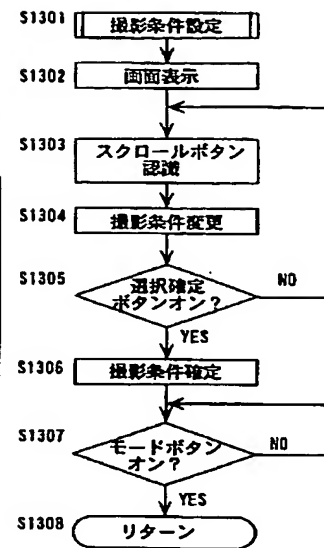 S1301 撮影条件設定
S1302 画面表示
S1303 スクロールボタン
認識
S1304 撮影条件変更
S1305 選択確定
ボタンオン？ NO
YES
S1306 撮影条件確定
S1307 モードボタン
オン？ NO
YES
S1308 リターン